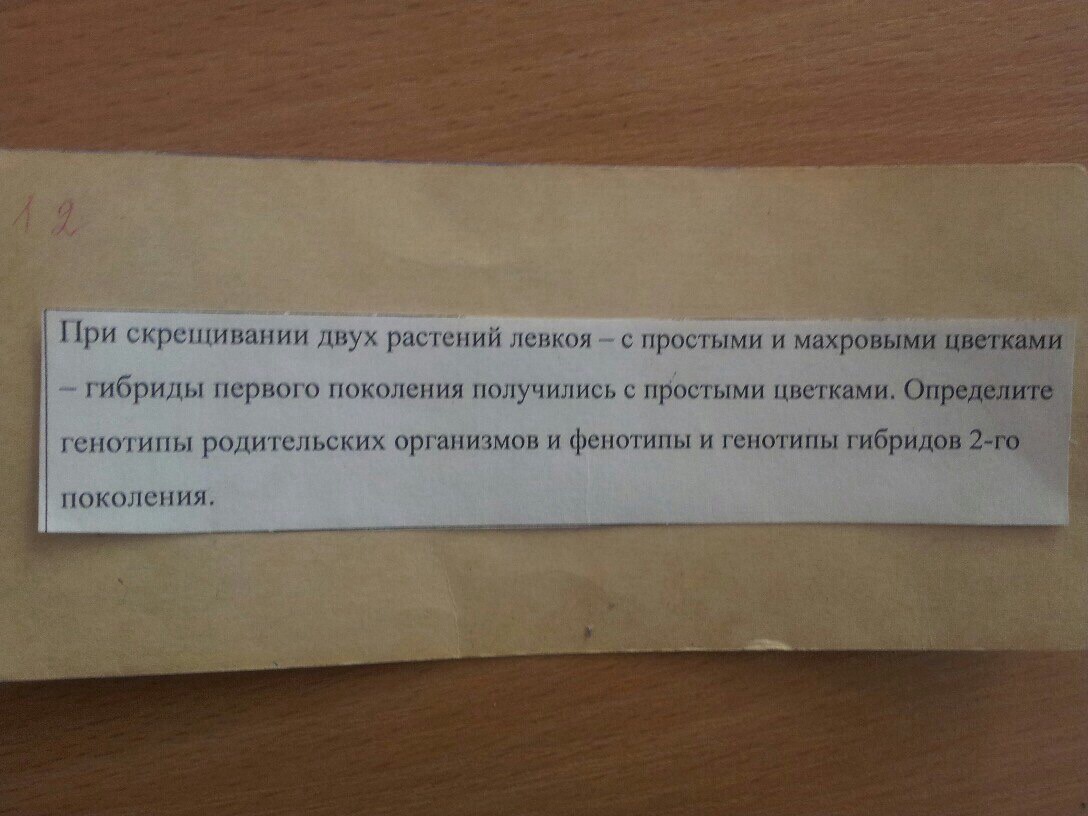 12
При скрещивании двух растений левкоя – с простыми и махровыми цветками
– гибриды первого поколения получились с простыми цветками. Определите
генотипы родительских организмов и фенотипы и генотипы гибридов 2-го
поколения.